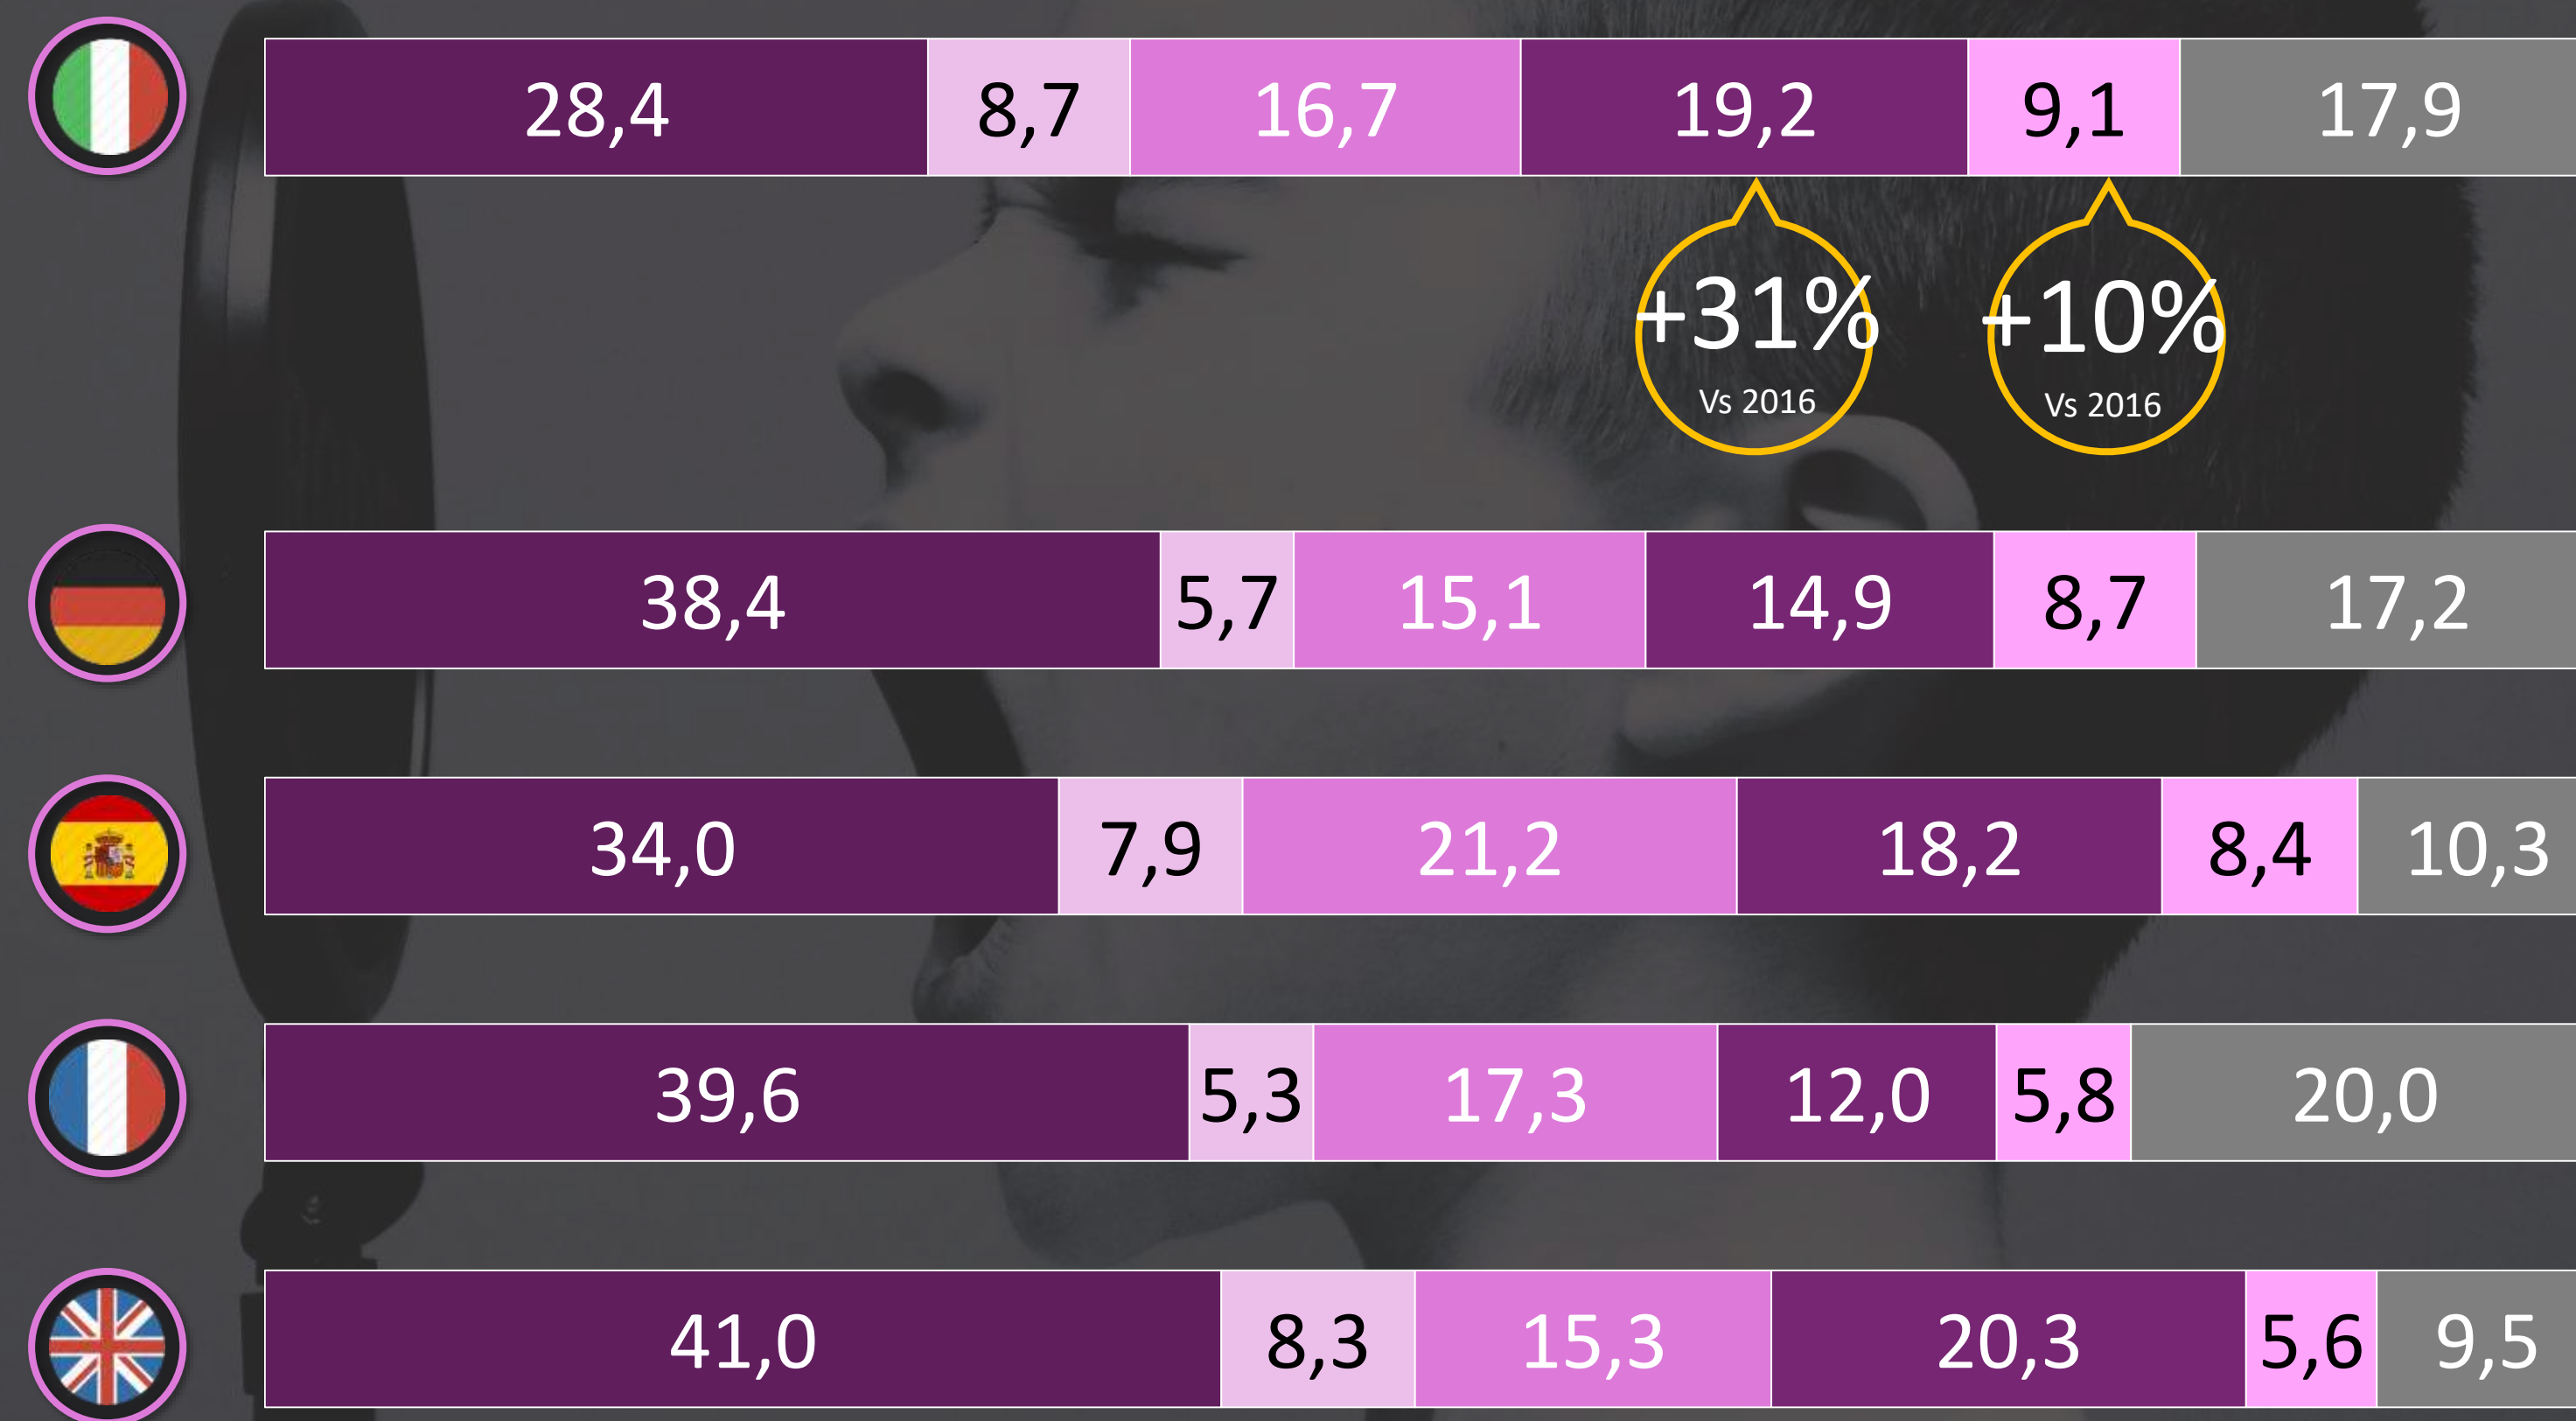 28,4 8,7 16,7 19,2 9,1 17,9
+31% +10%
Vs 2016 Vs 2016
38,4 5,7 15,1 14,9 8,7 17,2
34,0 7,9 21,2 18,2 8,4 10,3
39,6 5,3 17,3 12,0 5,8 20,0
41,0 8,3 15,3 20,3 5,6 9,5